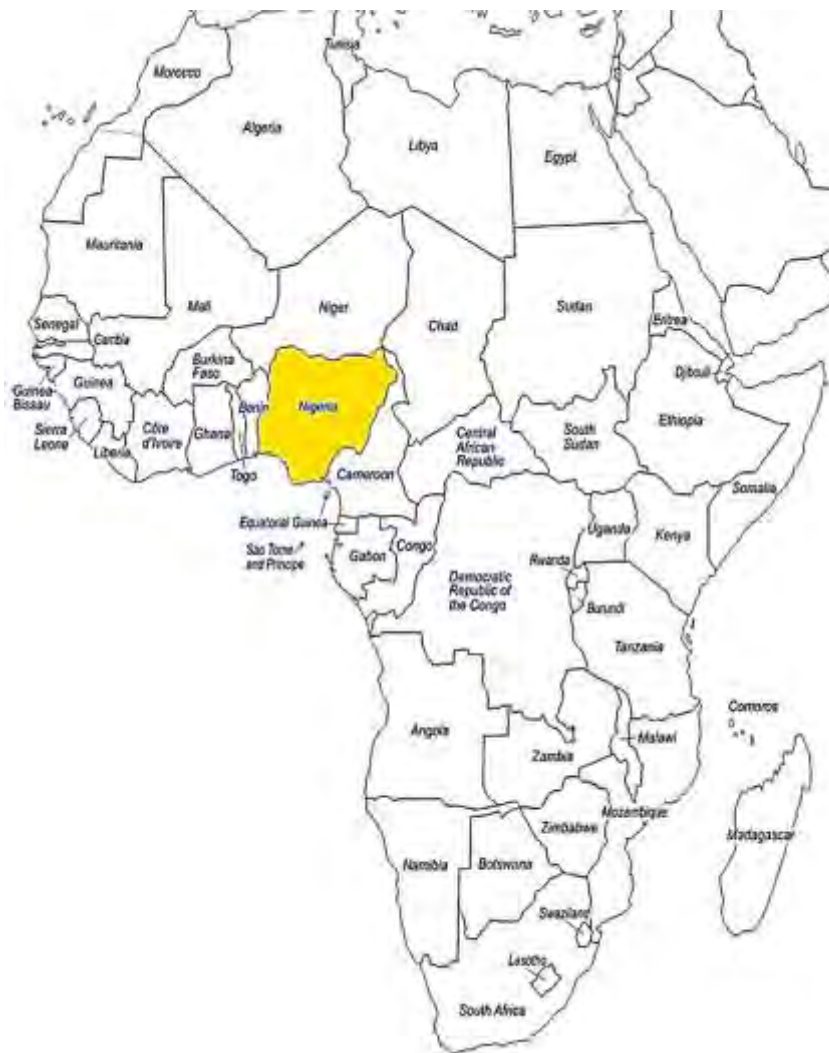 Tunisia
Morocco
Algeria
Libya
Egypt
Mauritania
Mali
Niger
Chad
Sudan
Eritrea
Senegal
Gambia
Burkina
Faso
Djibouti
Guinea-
Bissau
Guinea
Benin
Nigeria
Ethiopia
Sierra
Leone
Côte
d'Ivoire
Ghana
Central
African
Republic
South
Sudan
Liberia
Togo
Cameroon
Somalia
Equatorial Guinea
Uganda
Kenya
Sao Tome
and Principe
Gabon
Congo
Rwanda
Democratic
Republic of
the Congo
Burundi
Tanzania
Comoros
Angola
Malawi
Zambia
Mozambique
Zimbabwe
Madagascar
Namibia
Botswana
Swaziland
Lesotho
South Africa